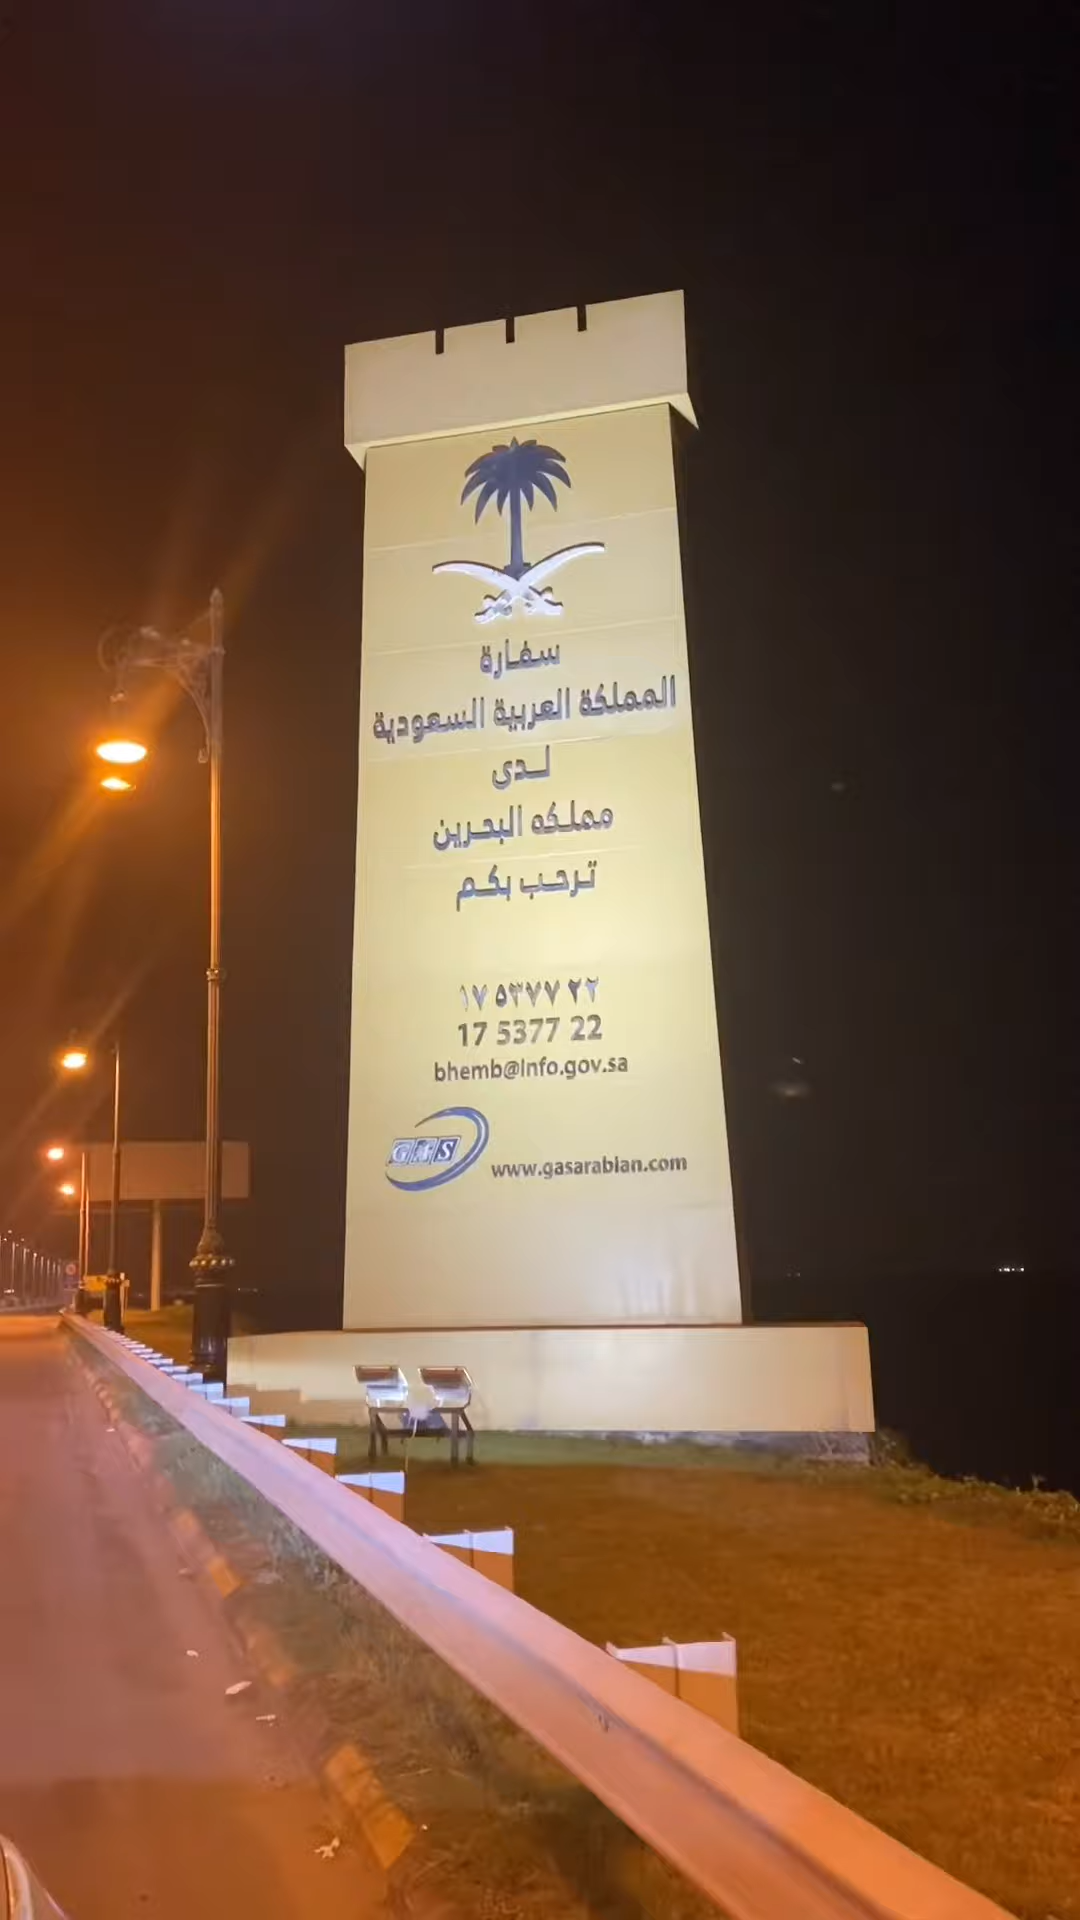 سفارة
المملكة العربية السعودية
لدى
مملكه البحرين
ترحب بكم
١٧ ٥٣٧٧ ٢٢
17 5377 22
bhemb@info.gov.sa
GAS
www.gasarabian.com